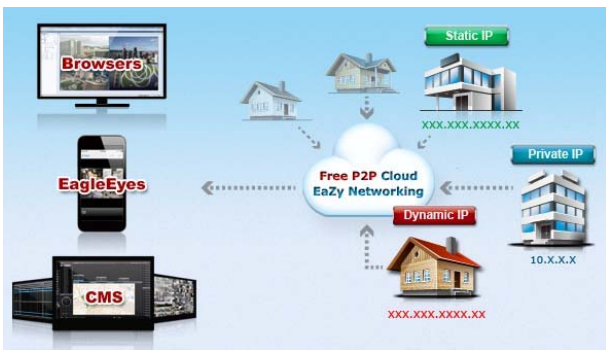 Browsers
EagleEyes
CMS
Static IP
xxx.xxx.xxxx.xx
Free P2P Cloud
EaZy Networking
Private IP
10.X.X.X
Dynamic IP
xxx.xxx.xxxx.xx